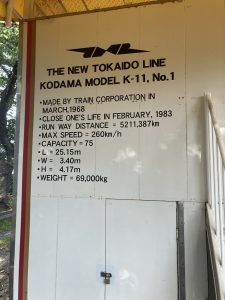 THE NEW TOKAIDO LINE
KODAMA MODEL K-11, No.1
•MADE BY TRAIN CORPORATION IN
MARCH,1968
•CLOSE ONE'S LIFE IN FEBRUARY, 1983
•RUN WAY DISTANCE = 5211,387km
•MAX SPEED = 260km/h
•CAPACITY = 75
•L = 25.15m
•W = 3.40m
•H = 4.17m
•WEIGHT = 69,000kg